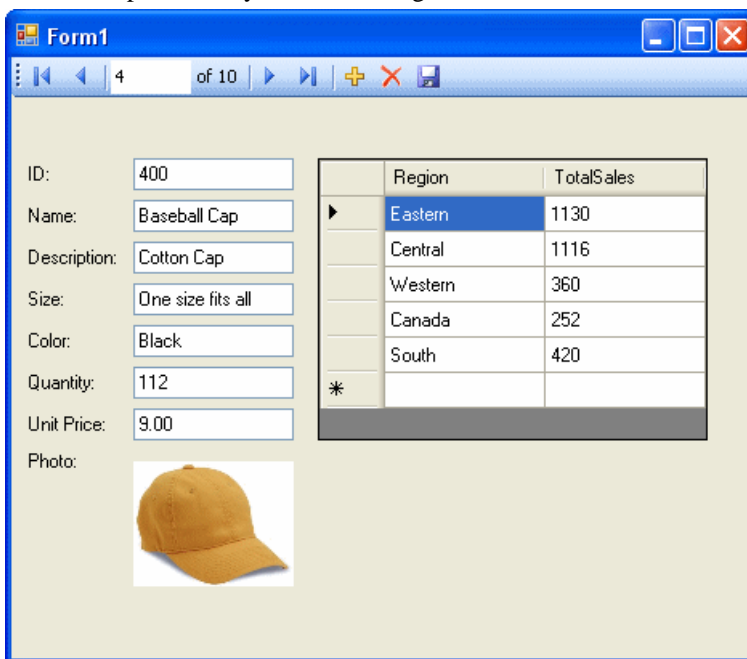 Form1
4 of 10
ID: 400
Name: Baseball Cap
Description: Cotton Cap
Size: One size fits all
Color: Black
Quantity: 112
Unit Price: 9.00
Photo:
Region TotalSales
Eastern 1130
Central 1116
Western 360
Canada 252
South 420